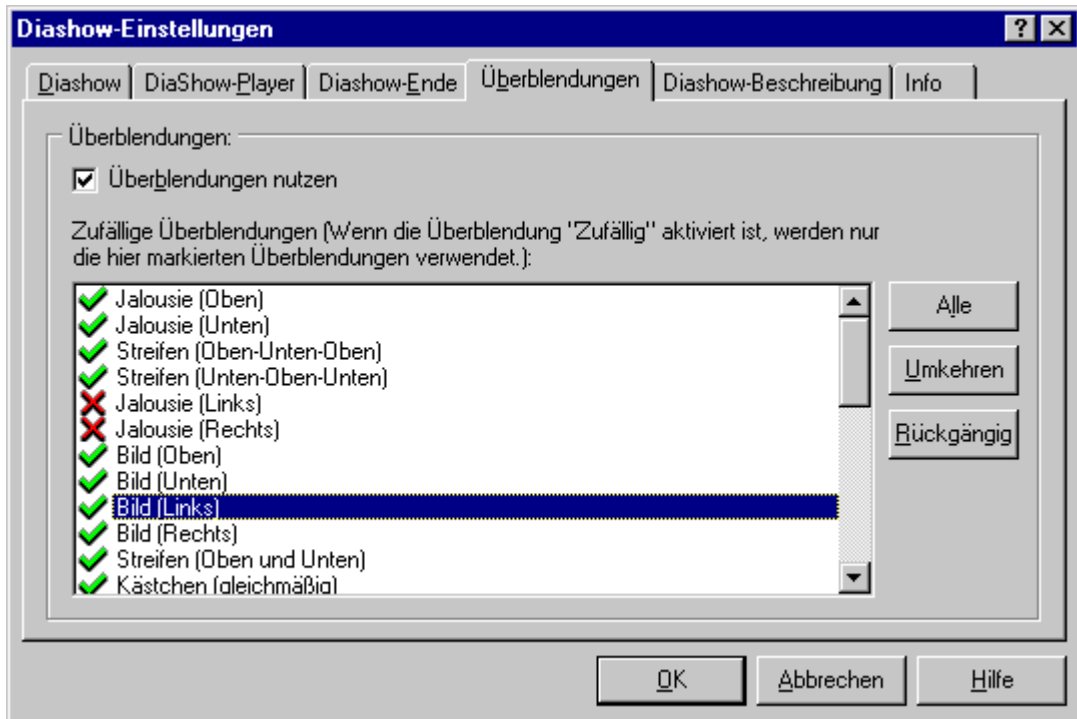 Diashow-Einstellungen
Diashow DiaShow-Player Diashow-Ende Überblendungen Diashow-Beschreibung Info
Überblendungen:
Überblendungen nutzen
Zufällige Überblendungen (Wenn die Überblendung "Zufällig" aktiviert ist, werden nur
die hier markierten Überblendungen verwendet.):
Jalousie (Oben)
Jalousie (Unten)
Streifen (Oben-Unten-Oben)
Streifen (Unten-Oben-Unten)
Jalousie (Links)
Jalousie (Rechts)
Bild (Oben)
Bild (Unten)
Bild (Links)
Bild (Rechts)
Streifen (Oben und Unten)
Kästchen (gleichmäßig)
Alle
Umkehren
Rückgängig
OK Abbrechen Hilfe